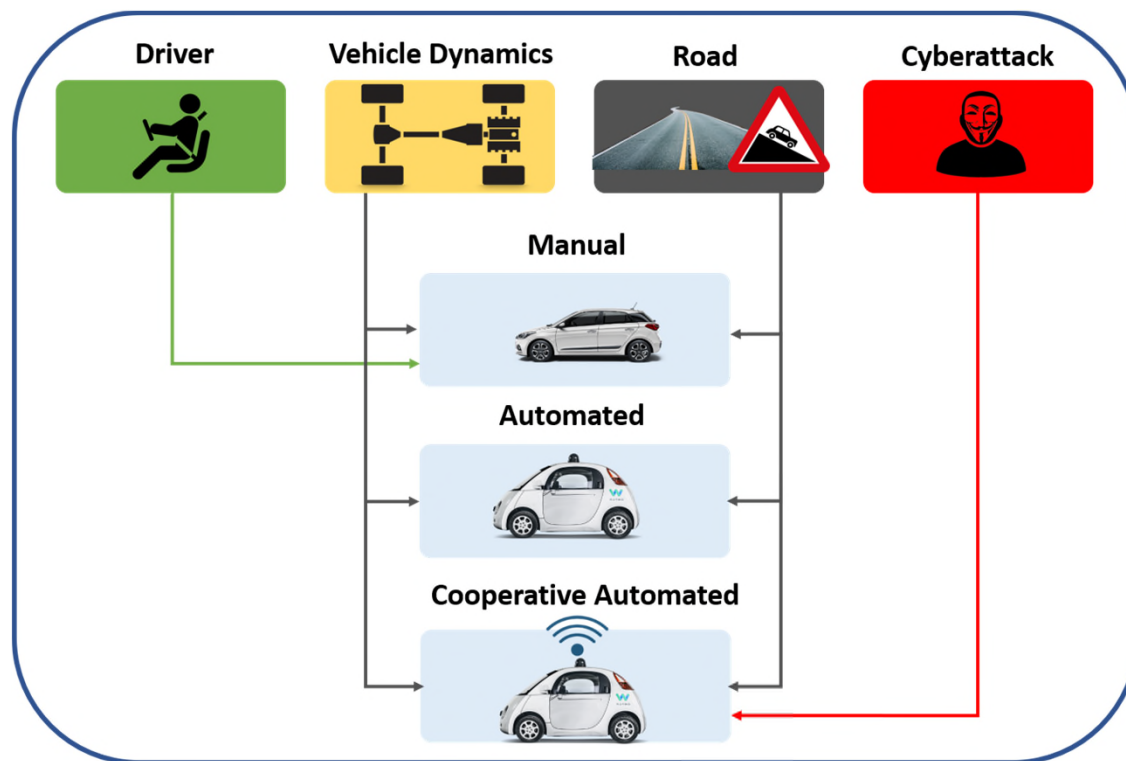 Driver
Vehicle Dynamics
Road
Cyberattack
Manual
Automated
Cooperative Automated